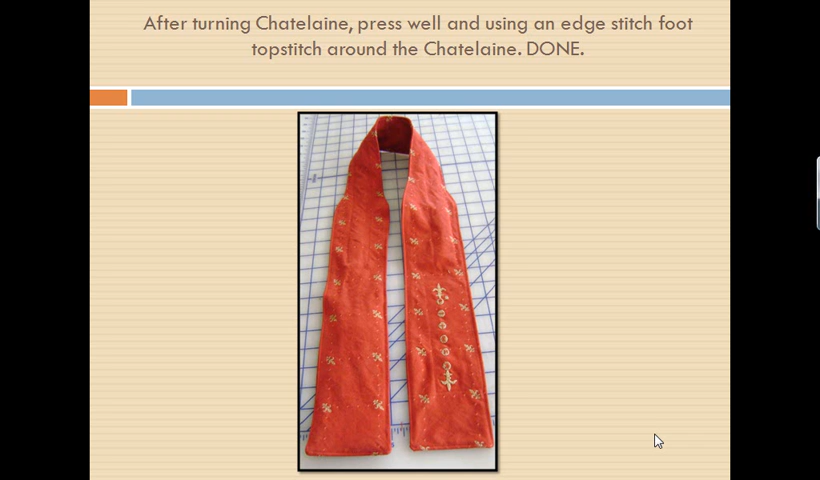 After turning Chatelaine, press well and using an edge stitch foot
topstitch around the Chatelaine. DONE.